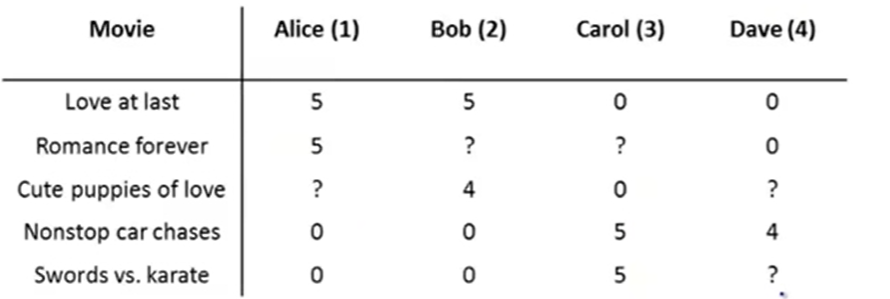 Movie Alice (1) Bob (2) Carol (3) Dave (4)
Love at last 5 5 0 0
Romance forever 5 ? ? 0
Cute puppies of love ? 4 0 ?
Nonstop car chases 0 0 5 4
Swords vs. karate 0 0 5 ?